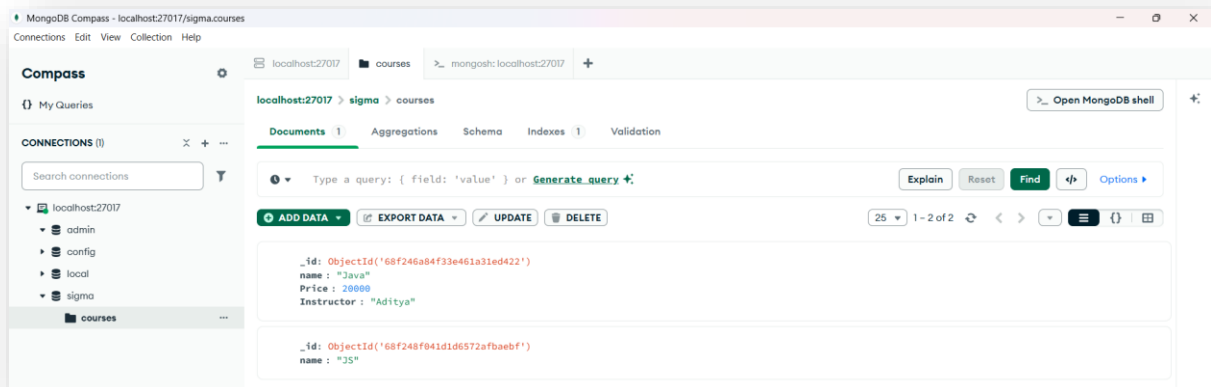 MongoDB Compass - localhost:27017/sigma.courses
Connections Edit View Collection Help
Compass
localhost:27017
courses
>_ mongosh: localhost:27017
{} My Queries
localhost:27017 > sigma > courses
>_ Open MongoDB shell
Documents 1
Aggregations
Schema
Indexes 1
Validation
CONNECTIONS (1)
Search connections
Type a query: { field: 'value' } or Generate query
Explain
Reset
Find
</>
Options
localhost:27017
admin
config
local
sigma
courses
ADD DATA
EXPORT DATA
UPDATE
DELETE
25
1 – 2 of 2
{}
_id: ObjectId('68f246a84f33e461a31ed422')
name : "Java"
Price : 20000
Instructor : "Aditya"
_id: ObjectId('68f248f041d1d6572afbaebf')
name : "JS"